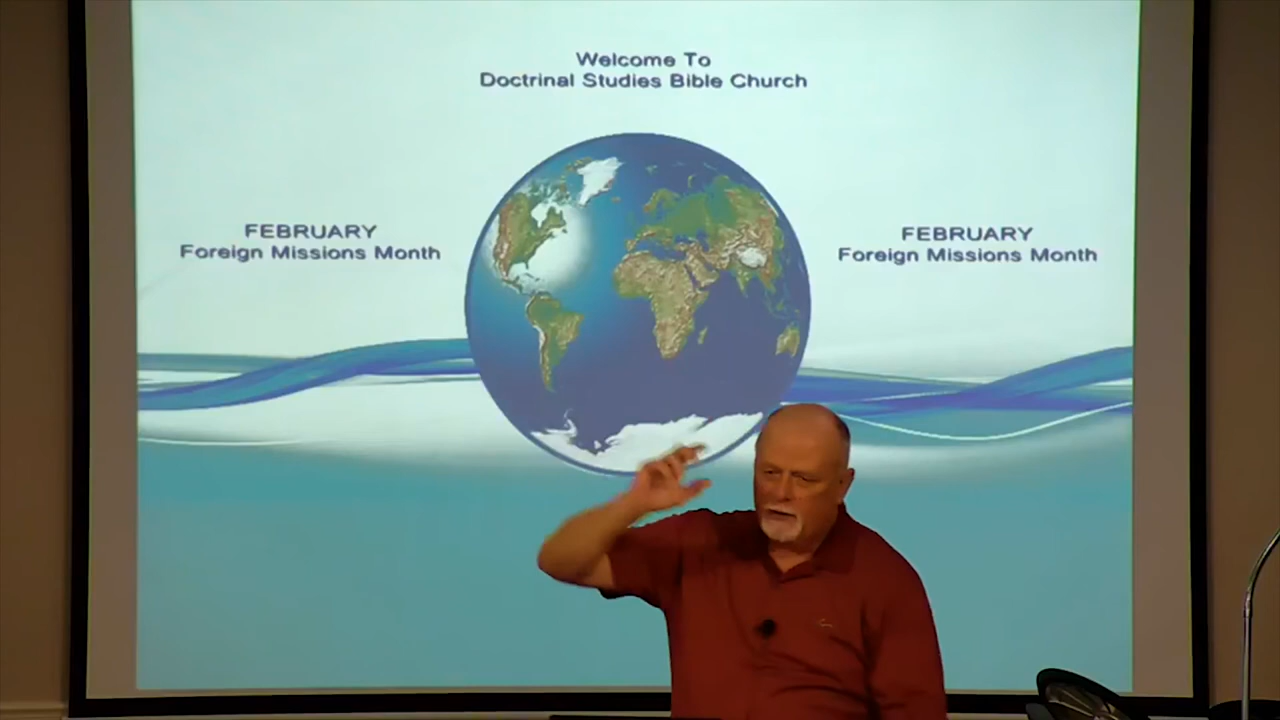 Welcome To
Doctrinal Studies Bible Church
FEBRUARY
Foreign Missions Month
FEBRUARY
Foreign Missions Month